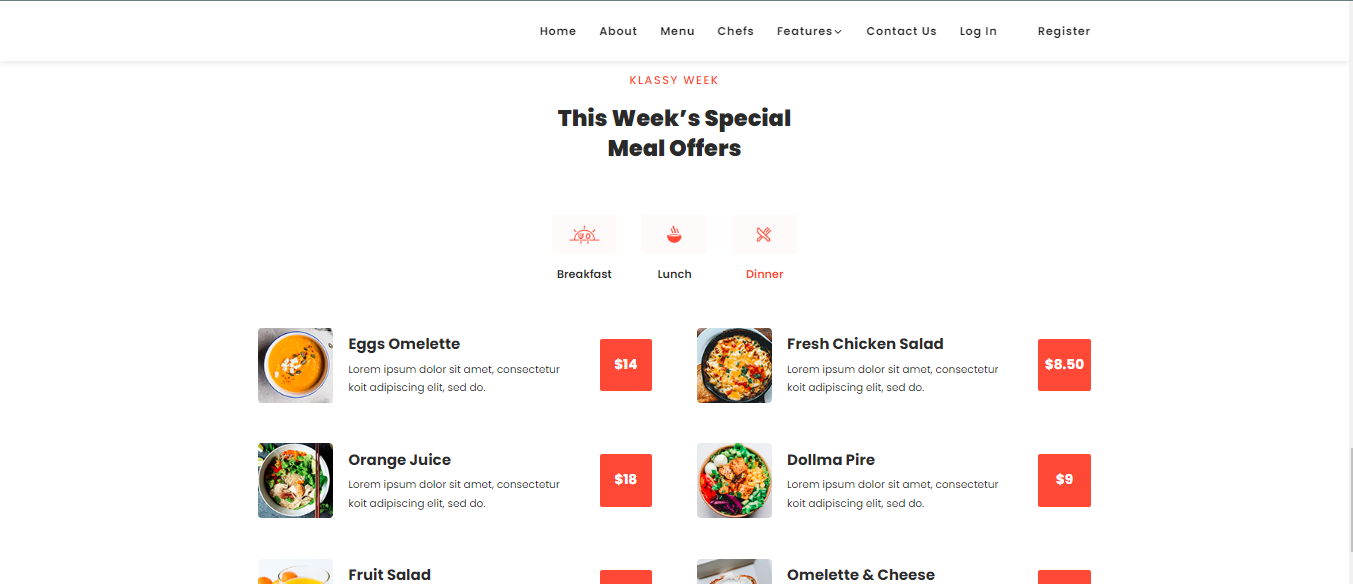 Home About Menu Chefs Features Contact Us Log In Register
KLASSY WEEK
This Week’s Special
Meal Offers
Breakfast Lunch Dinner
Eggs Omelette
Lorem ipsum dolor sit amet, consectetur
koit adipiscing elit, sed do.
$14
Fresh Chicken Salad
Lorem ipsum dolor sit amet, consectetur
koit adipiscing elit, sed do.
$8.50
Orange Juice
Lorem ipsum dolor sit amet, consectetur
koit adipiscing elit, sed do.
$18
Dollma Pire
Lorem ipsum dolor sit amet, consectetur
koit adipiscing elit, sed do.
$9
Fruit Salad
Omelette & Cheese